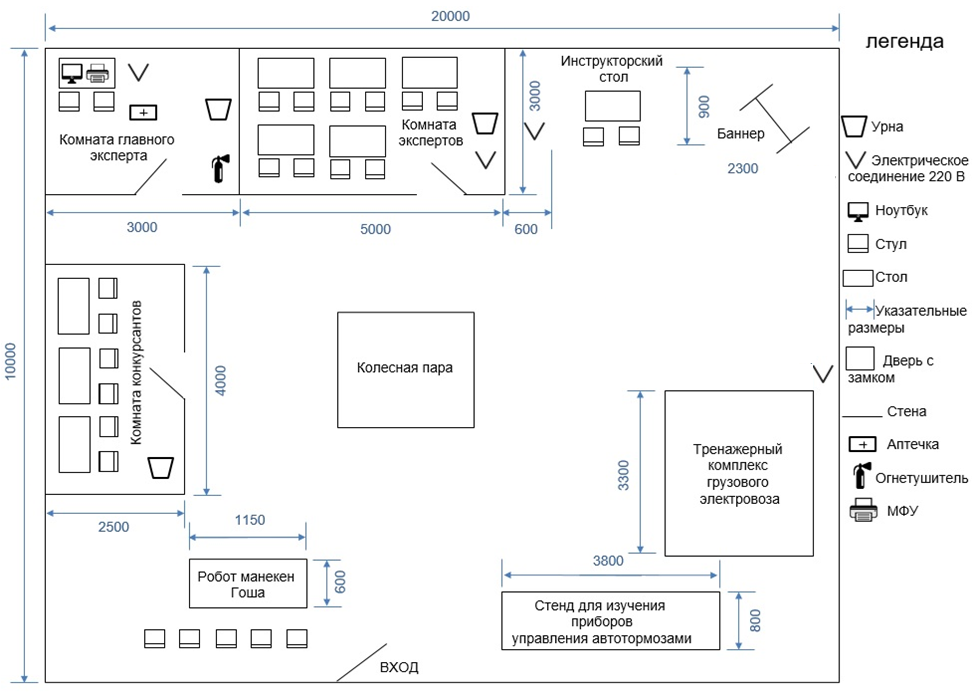 20000
легенда
Инструкторский
стол
3000
900
Баннер
2300
Комната главного
эксперта
Комната
экспертов
3000
5000
600
10000
Комната конкурсантов
4000
2500
Колесная пара
3300
Тренажерный
комплекс
грузового
электровоза
1150
Робот манекен
Гоша
600
3800
Стенд для изучения
приборов
управления автотормозами
800
ВХОД
Урна
Электрическое
соединение 220 В
Ноутбук
Стул
Стол
Указательные
размеры
Дверь с
замком
Стена
Аптечка
Огнетушитель
МФУ